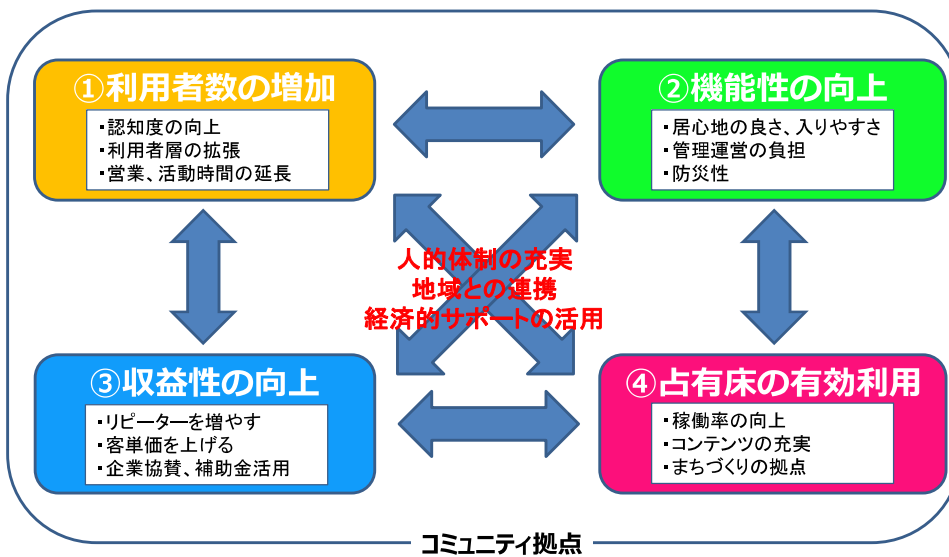 ①利用者数の増加
・認知度の向上
・利用者層の拡張
・営業、活動時間の延長
②機能性の向上
・居心地の良さ、入りやすさ
・管理運営の負担
・防災性
人的体制の充実
地域との連携
経済的サポートの活用
③収益性の向上
・リピーターを増やす
・客単価を上げる
・企業協賛、補助金活用
④占有床の有効利用
・稼働率の向上
・コンテンツの充実
・まちづくりの拠点
コミュニティ拠点